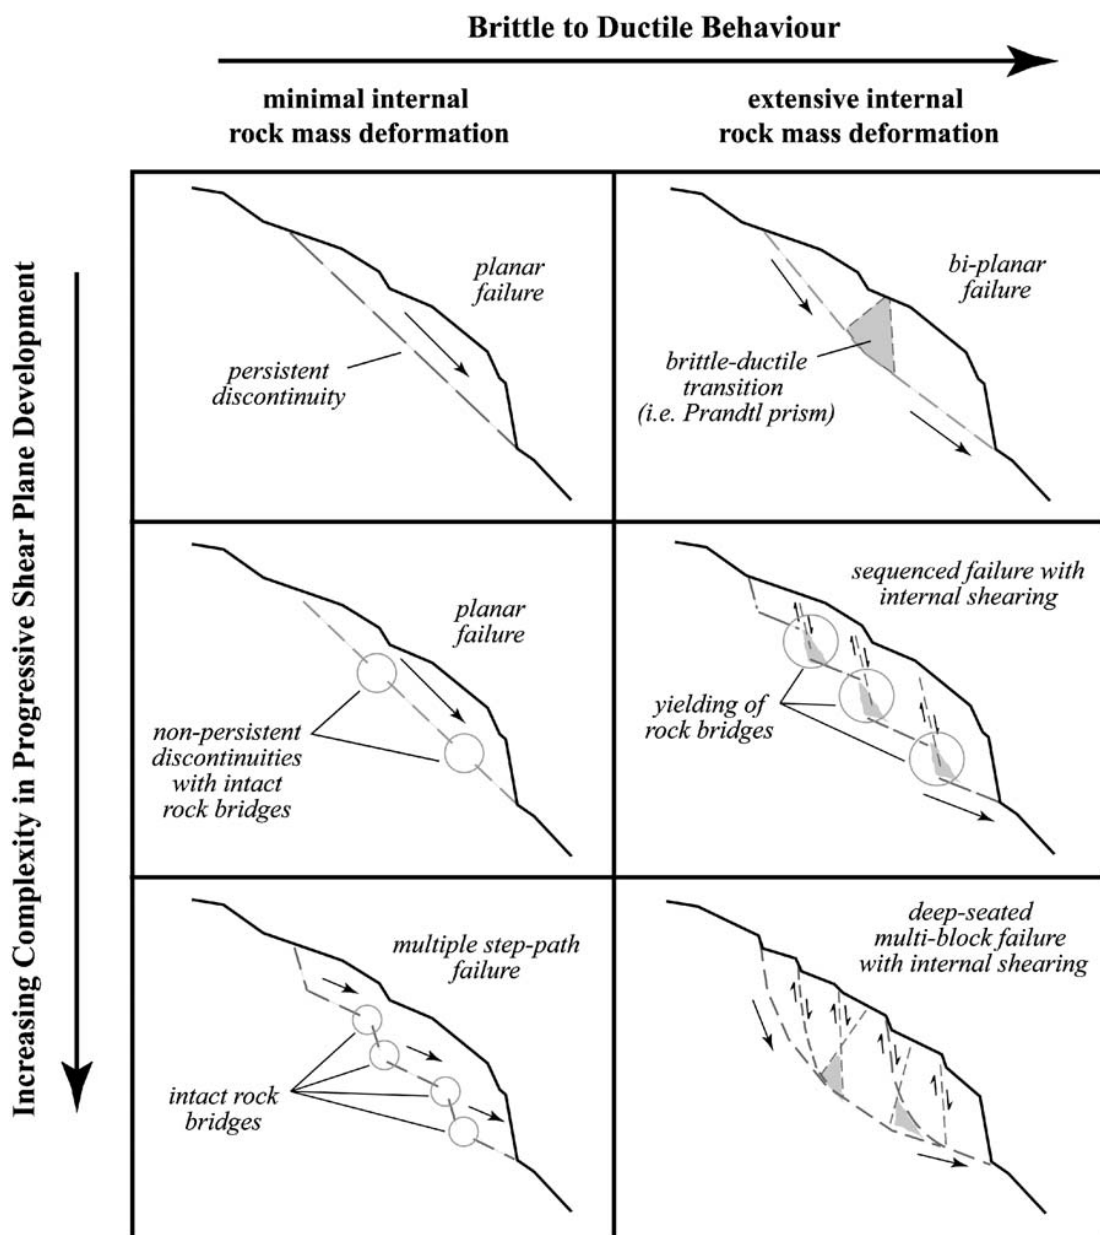 Brittle to Ductile Behaviour
minimal internal
rock mass deformation
extensive internal
rock mass deformation
Increasing Complexity in Progressive Shear Plane Development
planar
failure
persistent
discontinuity
bi-planar
failure
brittle-ductile
transition
(i.e. Prandtl prism)
planar
failure
non-persistent
discontinuities
with intact
rock bridges
sequenced failure with
internal shearing
yielding of
rock bridges
multiple step-path
failure
intact rock
bridges
deep-seated
multi-block failure
with internal shearing